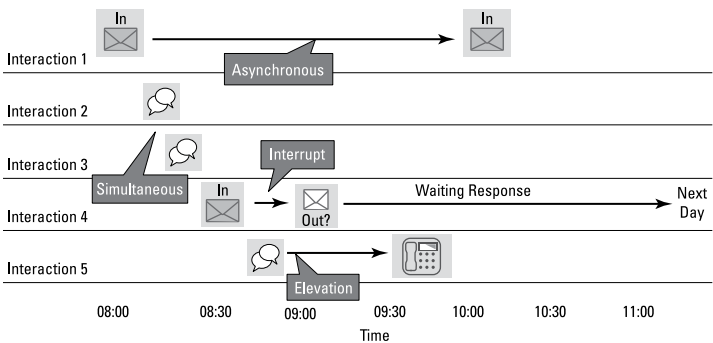 In
In
Interaction 1
Asynchronous
Interaction 2
Interaction 3
Interrupt
Simultaneous
In
Waiting Response
Next
Day
Interaction 4
Out?
Interaction 5
Elevation
08:00 08:30 09:00 09:30 10:00 10:30 11:00
Time